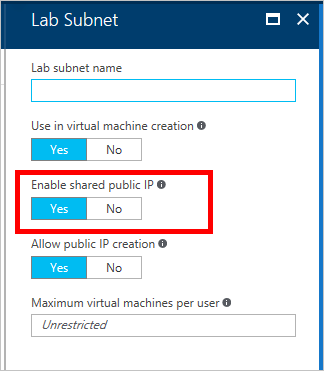 Lab Subnet
Lab subnet name
Use in virtual machine creation
Yes No
Enable shared public IP
Yes No
Allow public IP creation
Yes No
Maximum virtual machines per user
Unrestricted